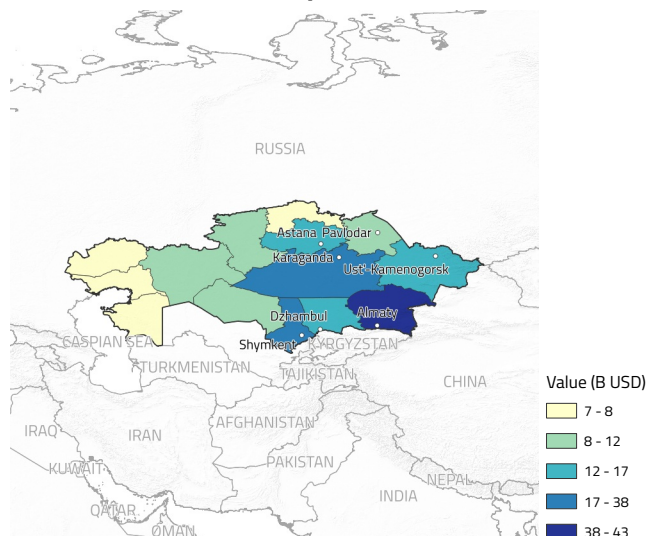 RUSSIA
Astana Pavlodar
Karaganda
Ust'-Kamenogorsk
Dzhambul
Almaty
Shymkent
CASPIAN SEA
KYRGYZSTAN
TURKMENISTAN
TAJIKISTAN
CHINA
AFGHANISTAN
IRAQ
IRAN
PAKISTAN
KUWAIT
NEPAL
INDIA
QATAR
OMAN
Value (B USD)
7 - 8
8 - 12
12 - 17
17 - 38
38 - 43